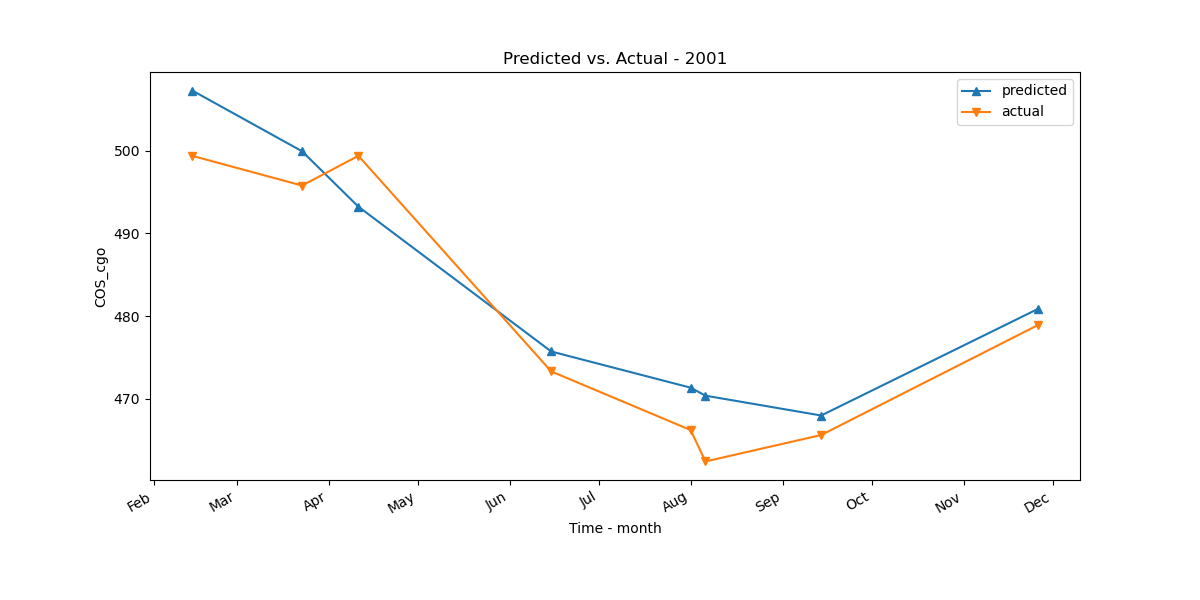 Predicted vs. Actual - 2001
predicted
actual
COS_cgo
500
490
480
470
Feb Mar Apr May Jun Jul Aug Sep Oct Nov Dec
Time - month